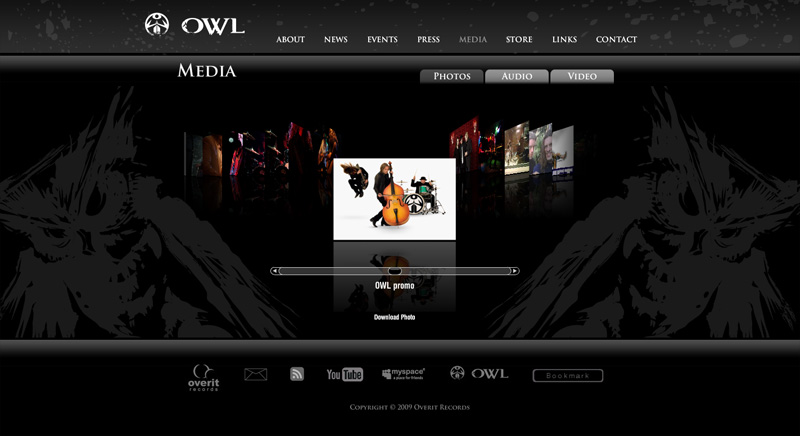 OWL
ABOUT NEWS EVENTS PRESS MEDIA STORE LINKS CONTACT
MEDIA
PHOTOS AUDIO VIDEO
OWL promo
Download Photo
overit
records
YouTube
myspace
a place for friends
OWL
Bookmark
COPYRIGHT © 2009 OVERIT RECORDS